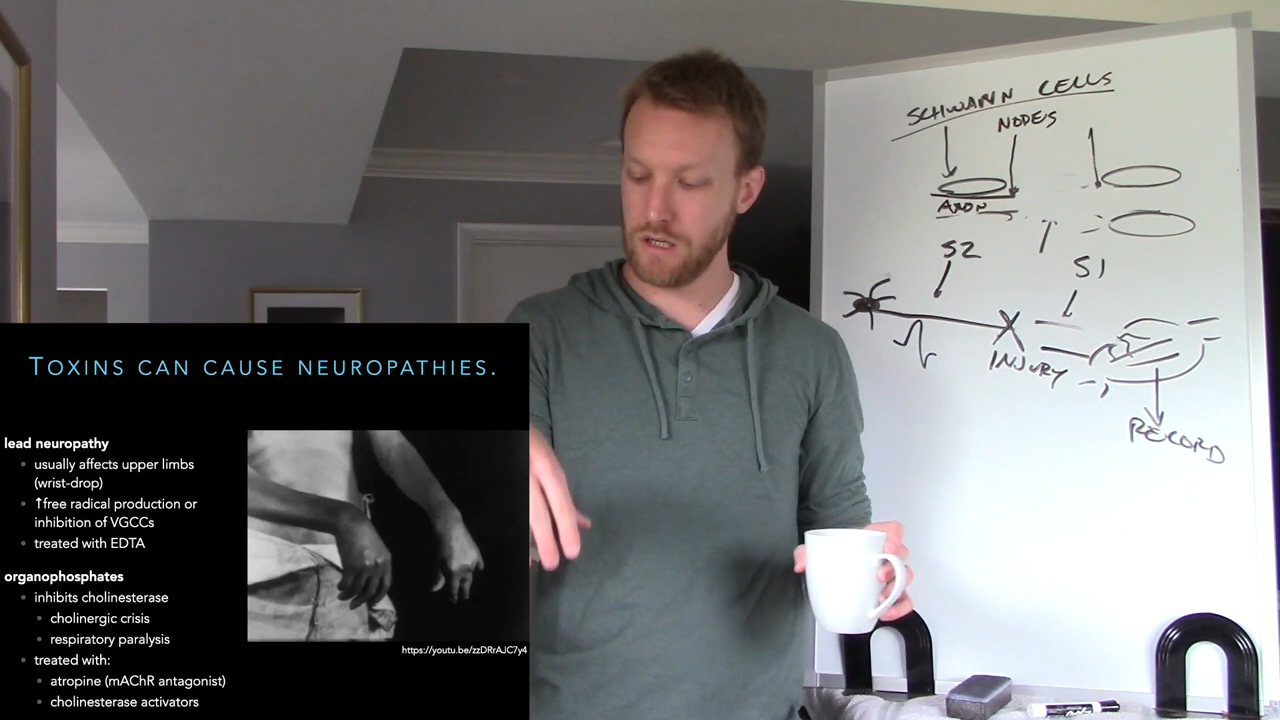 TOXINS CAN CAUSE NEUROPATHIES.
lead neuropathy
usually affects upper limbs
(wrist-drop)
↑free radical production or
inhibition of VGCCs
treated with EDTA
organophosphates
inhibits cholinesterase
cholinergic crisis
respiratory paralysis
treated with:
atropine (mAChR antagonist)
cholinesterase activators
https://youtu.be/zzDRrAJC7y4
SCHWANN CELLS
NODES
AXON
S2
S1
INJURY
RECORD